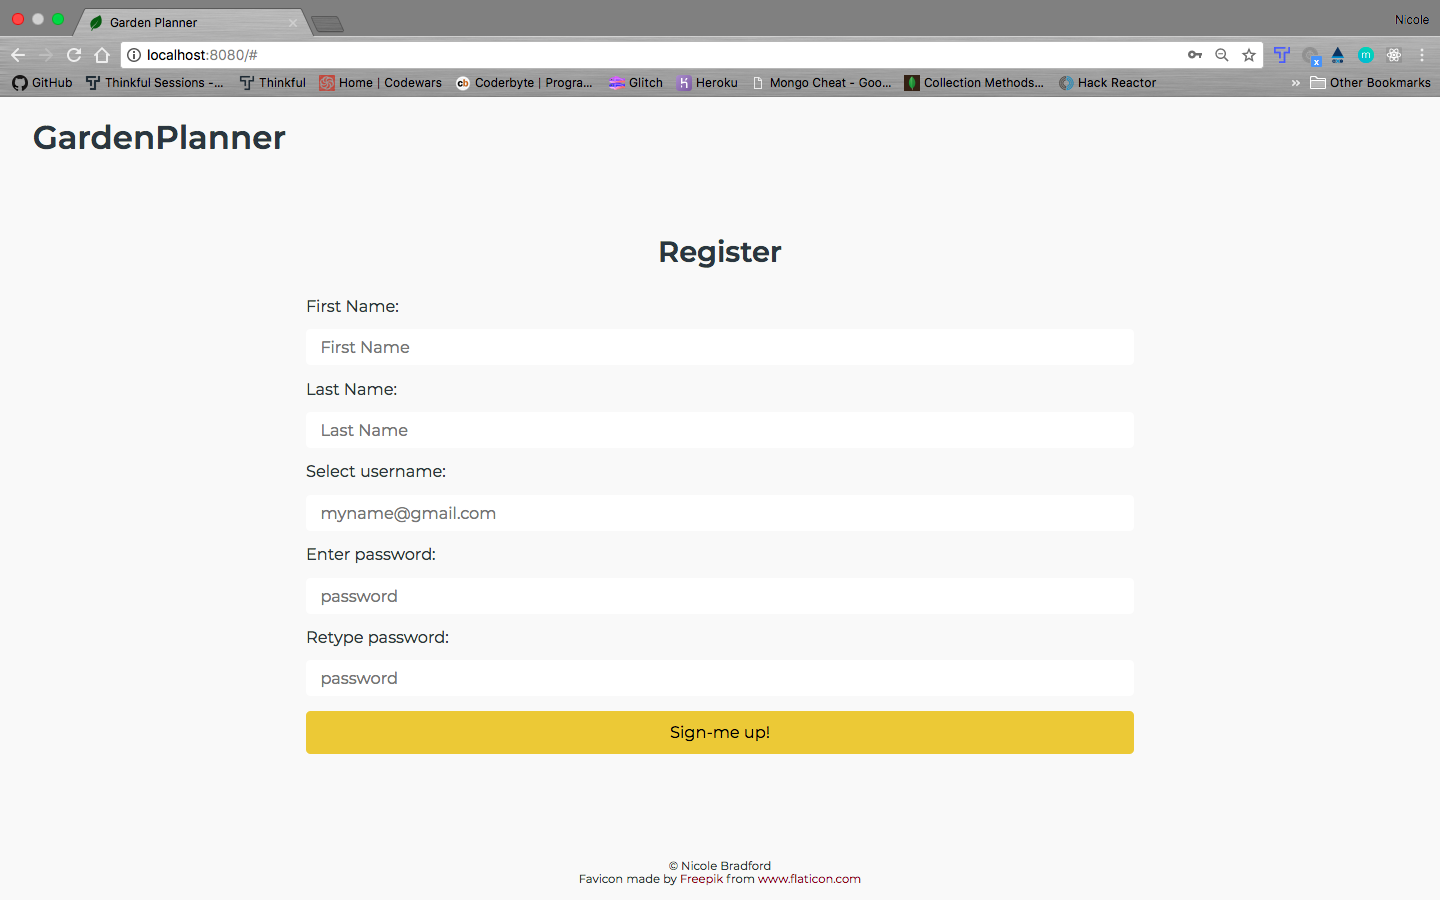 Garden Planner
Nicole
localhost:8080/#
GitHub Thinkful Sessions -... Thinkful Home | Codewars cb Coderbyte | Progra... Glitch Heroku Mongo Cheat - Goo... Collection Methods... Hack Reactor » Other Bookmarks
GardenPlanner
Register
First Name:
First Name
Last Name:
Last Name
Select username:
myname@gmail.com
Enter password:
password
Retype password:
password
Sign-me up!
© Nicole Bradford
Favicon made by Freepik from www.flaticon.com